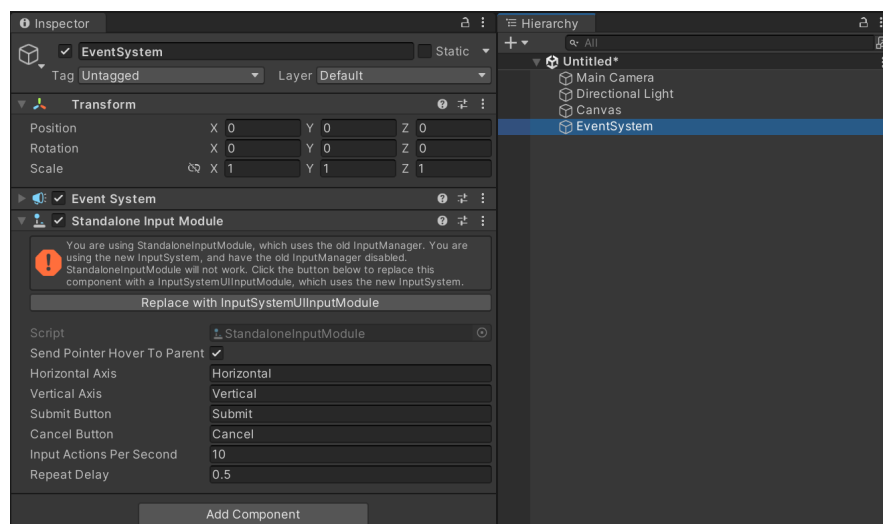 Inspector
EventSystem
Static
Tag Untagged Layer Default
Transform
Position X 0 Y 0 Z 0
Rotation X 0 Y 0 Z 0
Scale X 1 Y 1 Z 1
Event System
Standalone Input Module
You are using StandaloneInputModule, which uses the old InputManager. You are
using the new InputSystem, and have the old InputManager disabled.
StandaloneInputModule will not work. Click the button below to replace this
component with a InputSystemUIInputModule, which uses the new InputSystem.
Replace with InputSystemUIInputModule
Script StandaloneInputModule
Send Pointer Hover To Parent
Horizontal Axis Horizontal
Vertical Axis Vertical
Submit Button Submit
Cancel Button Cancel
Input Actions Per Second 10
Repeat Delay 0.5
Add Component
Hierarchy
All
Untitled*
Main Camera
Directional Light
Canvas
EventSystem